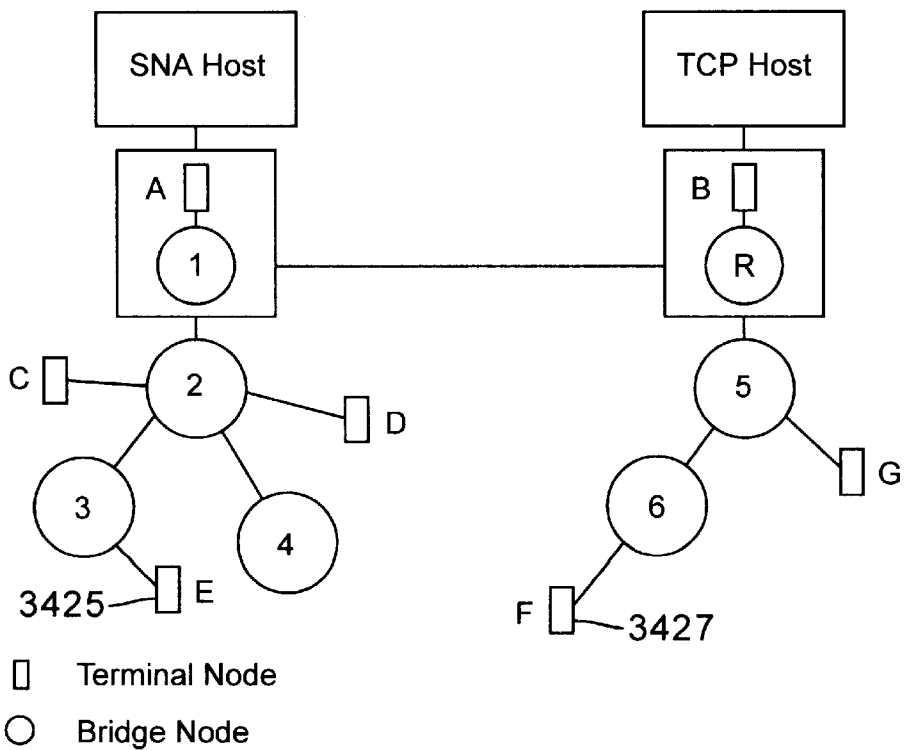 SNA Host
TCP Host
A
B
1
R
C
2
D
5
G
3
4
6
3425
E
F
3427
Terminal Node
Bridge Node